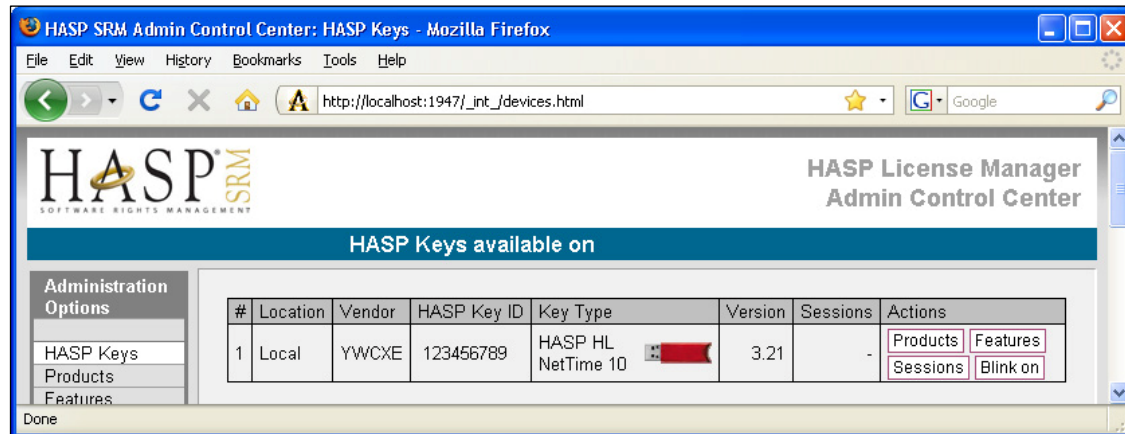 HASP SRM Admin Control Center: HASP Keys - Mozilla Firefox
File Edit View History Bookmarks Tools Help
http://localhost:1947/_int_/devices.html
G Google
HASP SRM
SOFTWARE RIGHTS MANAGEMENT
HASP License Manager
Admin Control Center
HASP Keys available on
Administration
Options
HASP Keys
Products
Features
# Location Vendor HASP Key ID Key Type Version Sessions Actions
1 Local YWCXE 123456789 HASP HL NetTime 10 3.21 - Products Features
Sessions Blink on
Done